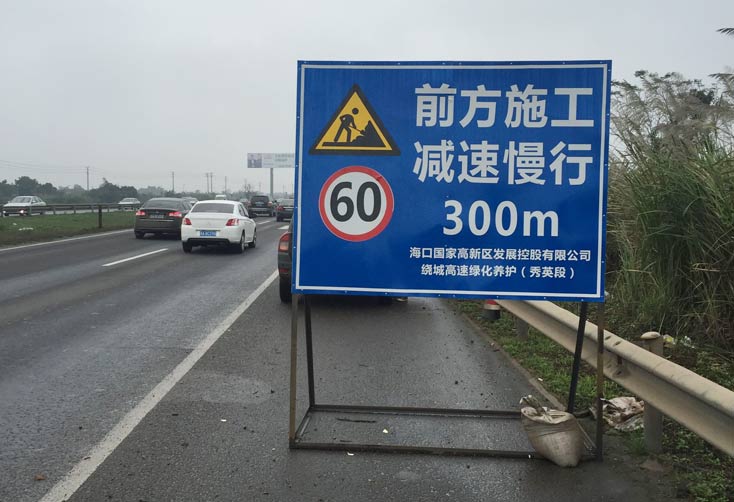 前方施工
减速慢行
60
300m
海口国家高新区发展控股有限公司
绕城高速绿化养护（秀英段）